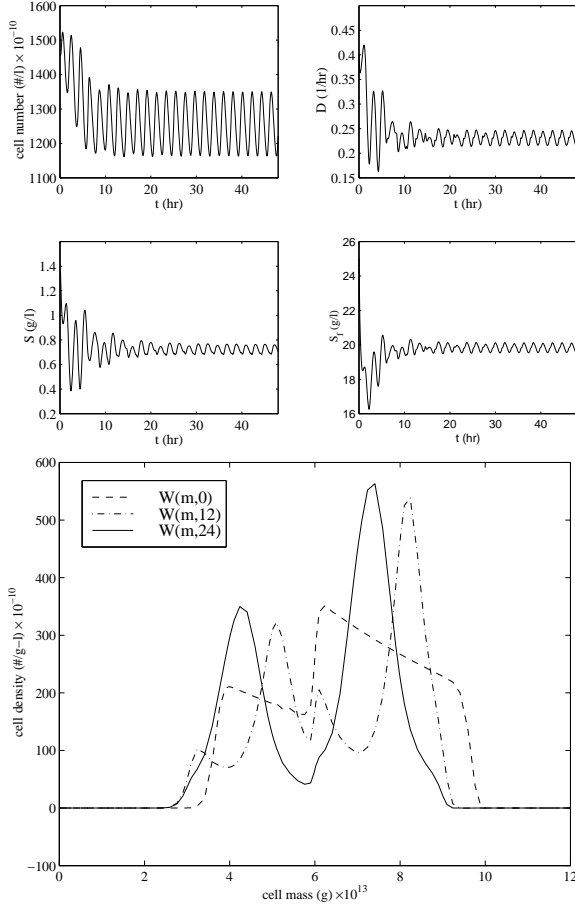 1600
1500
1400
1300
1200
1100
0 10 20 30 40
t (hr)
cell number (#/l) × 10^−10
0.45
0.4
0.35
0.3
0.25
0.2
0.15
0 10 20 30 40
t (hr)
D (1/hr)
1.4
1.2
1
0.8
0.6
0.4
0.2
0 10 20 30 40
t (hr)
S (g/l)
26
24
22
20
18
16
0 10 20 30 40
t (hr)
S_f (g/l)
600
500
400
300
200
100
0
−100
0 2 4 6 8 10 12
cell mass (g) ×10^13
cell density (#/g−l) × 10^−10
W(m,0)
W(m,12)
W(m,24)